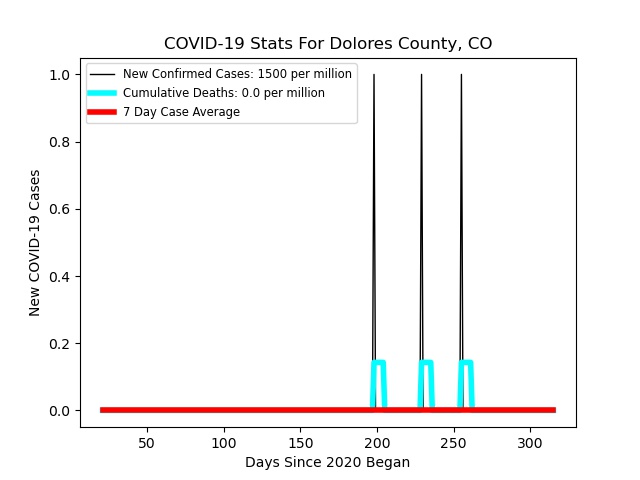 COVID-19 Stats For Dolores County, CO
New Confirmed Cases: 1500 per million
Cumulative Deaths: 0.0 per million
7 Day Case Average
New COVID-19 Cases
1.0
0.8
0.6
0.4
0.2
0.0
50 100 150 200 250 300
Days Since 2020 Began